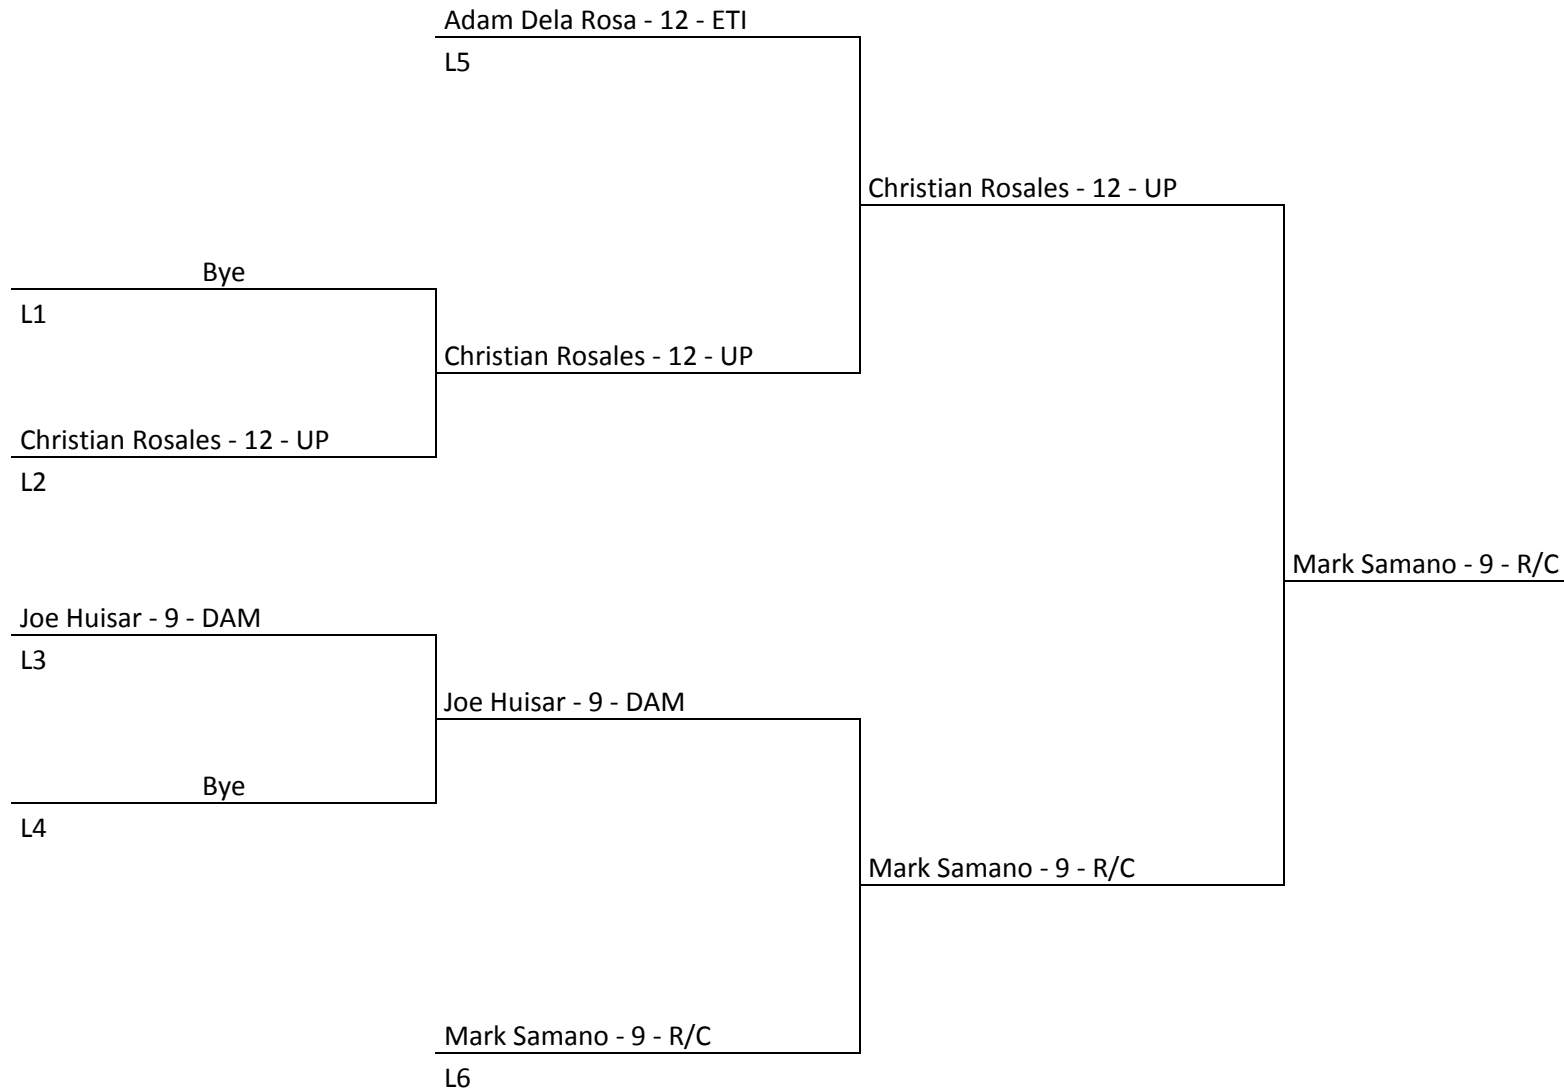 Adam Dela Rosa - 12 - ETI
L5
Christian Rosales - 12 - UP
Bye
L1
Christian Rosales - 12 - UP
Christian Rosales - 12 - UP
L2
Mark Samano - 9 - R/C
Joe Huisar - 9 - DAM
L3
Joe Huisar - 9 - DAM
Bye
L4
Mark Samano - 9 - R/C
Mark Samano - 9 - R/C
L6